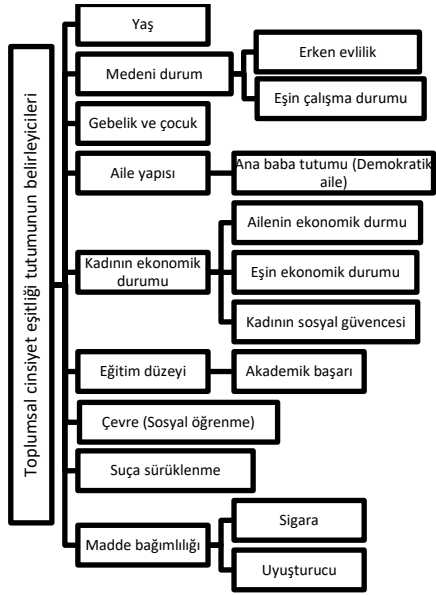 Toplumsal cinsiyet eşitliği tutumunun belirleyicileri
Yaş
Medeni durum
Erken evlilik
Eşin çalışma durumu
Gebelik ve çocuk
Aile yapısı
Ana baba tutumu (Demokratik
aile)
Kadının ekonomik
durumu
Ailenin ekonomik durmu
Eşin ekonomik durumu
Kadının sosyal güvencesi
Eğitim düzeyi
Akademik başarı
Çevre (Sosyal öğrenme)
Suça sürüklenme
Madde bağımlılığı
Sigara
Uyuşturucu